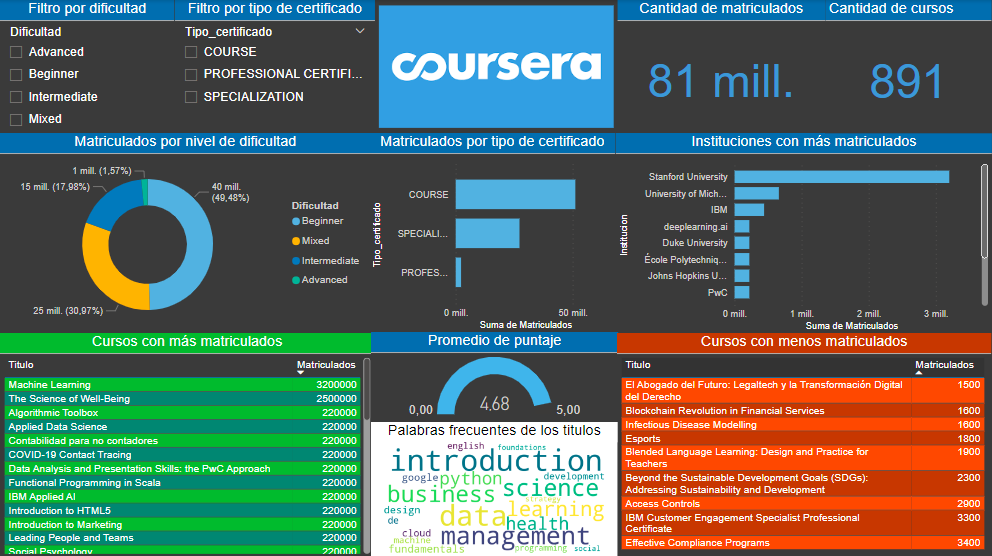 Filtro por dificultad
Filtro por tipo de certificado
Cantidad de matriculados
Cantidad de cursos
Dificultad
Advanced
Beginner
Intermediate
Mixed
Tipo_certificado
COURSE
PROFESSIONAL CERTIFI...
SPECIALIZATION
coursera
81 mill.
891
Matriculados por nivel de dificultad
1 mill. (1,57%)
15 mill. (17,98%)
40 mill.
(49,48%)
25 mill. (30,97%)
Dificultad
Beginner
Mixed
Intermediate
Advanced
Matriculados por tipo de certificado
Tipo_certificado
COURSE
SPECIALI...
PROFES...
0 mill.
50 mill.
Suma de Matriculados
Instituciones con más matriculados
Institucion
Stanford University
University of Mich...
IBM
deeplearning.ai
Duke University
École Polytechniq...
Johns Hopkins U...
PwC
0 mill.
1 mill.
2 mill.
3 mill.
Suma de Matriculados
Cursos con más matriculados
Titulo Matriculados
Machine Learning 3200000
The Science of Well-Being 2500000
Algorithmic Toolbox 220000
Applied Data Science 220000
Contabilidad para no contadores 220000
COVID-19 Contact Tracing 220000
Data Analysis and Presentation Skills: the PwC Approach 220000
Functional Programming in Scala 220000
IBM Applied AI 220000
Introduction to HTML5 220000
Introduction to Marketing 220000
Leading People and Teams 220000
Social Psychology 220000
Promedio de puntaje
0,00
4,68
5,00
Palabras frecuentes de los titulos
english
foundations
introduction
google
python
development
business
science
strategy
design
de
data
learning
health
cloud
machine
management
fundamentals
programming
social
Cursos con menos matriculados
Titulo Matriculados
El Abogado del Futuro: Legaltech y la Transformación Digital 1500
del Derecho
Blockchain Revolution in Financial Services 1600
Infectious Disease Modelling 1600
Esports 1800
Blended Language Learning: Design and Practice for 1900
Teachers
Beyond the Sustainable Development Goals (SDGs): 2300
Addressing Sustainability and Development
Access Controls 2900
IBM Customer Engagement Specialist Professional 3300
Certificate
Effective Compliance Programs 3400